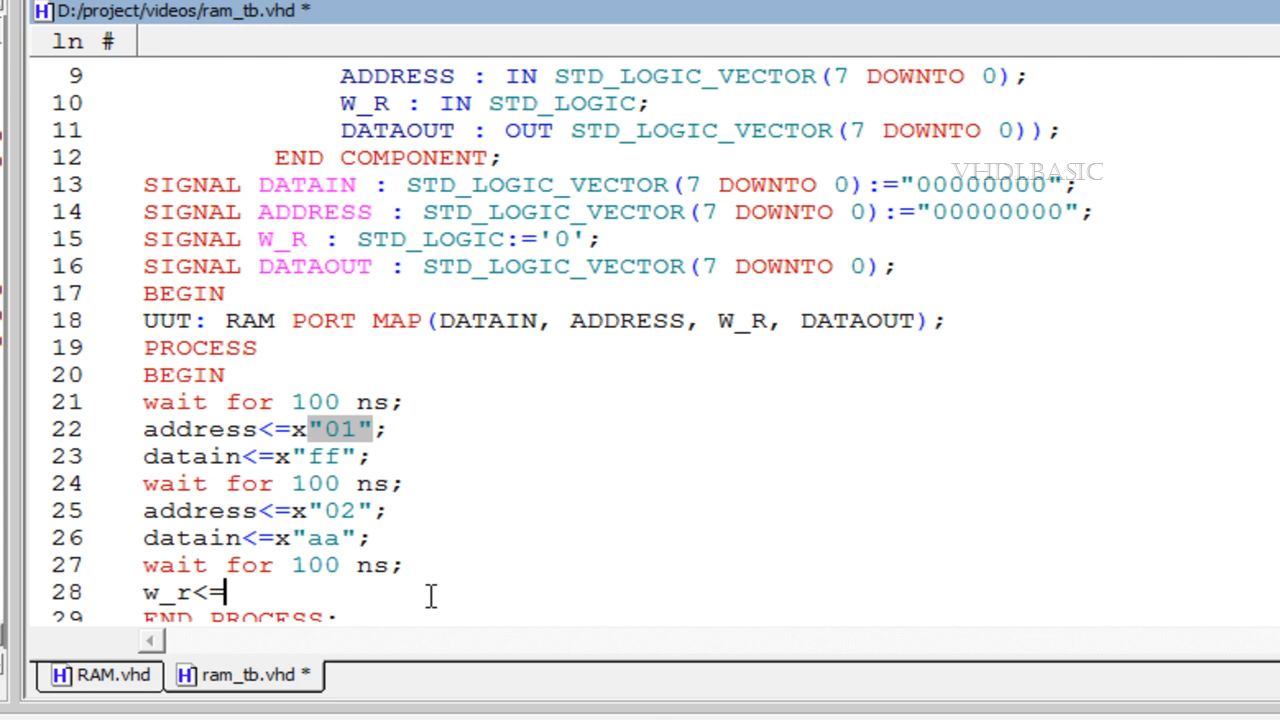 D:/project/videos/ram_tb.vhd *
ln #
9 ADDRESS : IN STD_LOGIC_VECTOR(7 DOWNTO 0);
10 W_R : IN STD_LOGIC;
11 DATAOUT : OUT STD_LOGIC_VECTOR(7 DOWNTO 0));
12 END COMPONENT;
VHDL BASIC
13 SIGNAL DATAIN : STD_LOGIC_VECTOR(7 DOWNTO 0):="00000000";
14 SIGNAL ADDRESS : STD_LOGIC_VECTOR(7 DOWNTO 0):="00000000";
15 SIGNAL W_R : STD_LOGIC:='0';
16 SIGNAL DATAOUT : STD_LOGIC_VECTOR(7 DOWNTO 0);
17 BEGIN
18 UUT: RAM PORT MAP(DATAIN, ADDRESS, W_R, DATAOUT);
19 PROCESS
20 BEGIN
21 wait for 100 ns;
22 address<=x"01";
23 datain<=x"ff";
24 wait for 100 ns;
25 address<=x"02";
26 datain<=x"aa";
27 wait for 100 ns;
28 w_r<=
29 END PROCESS;
RAM.vhd
ram_tb.vhd *